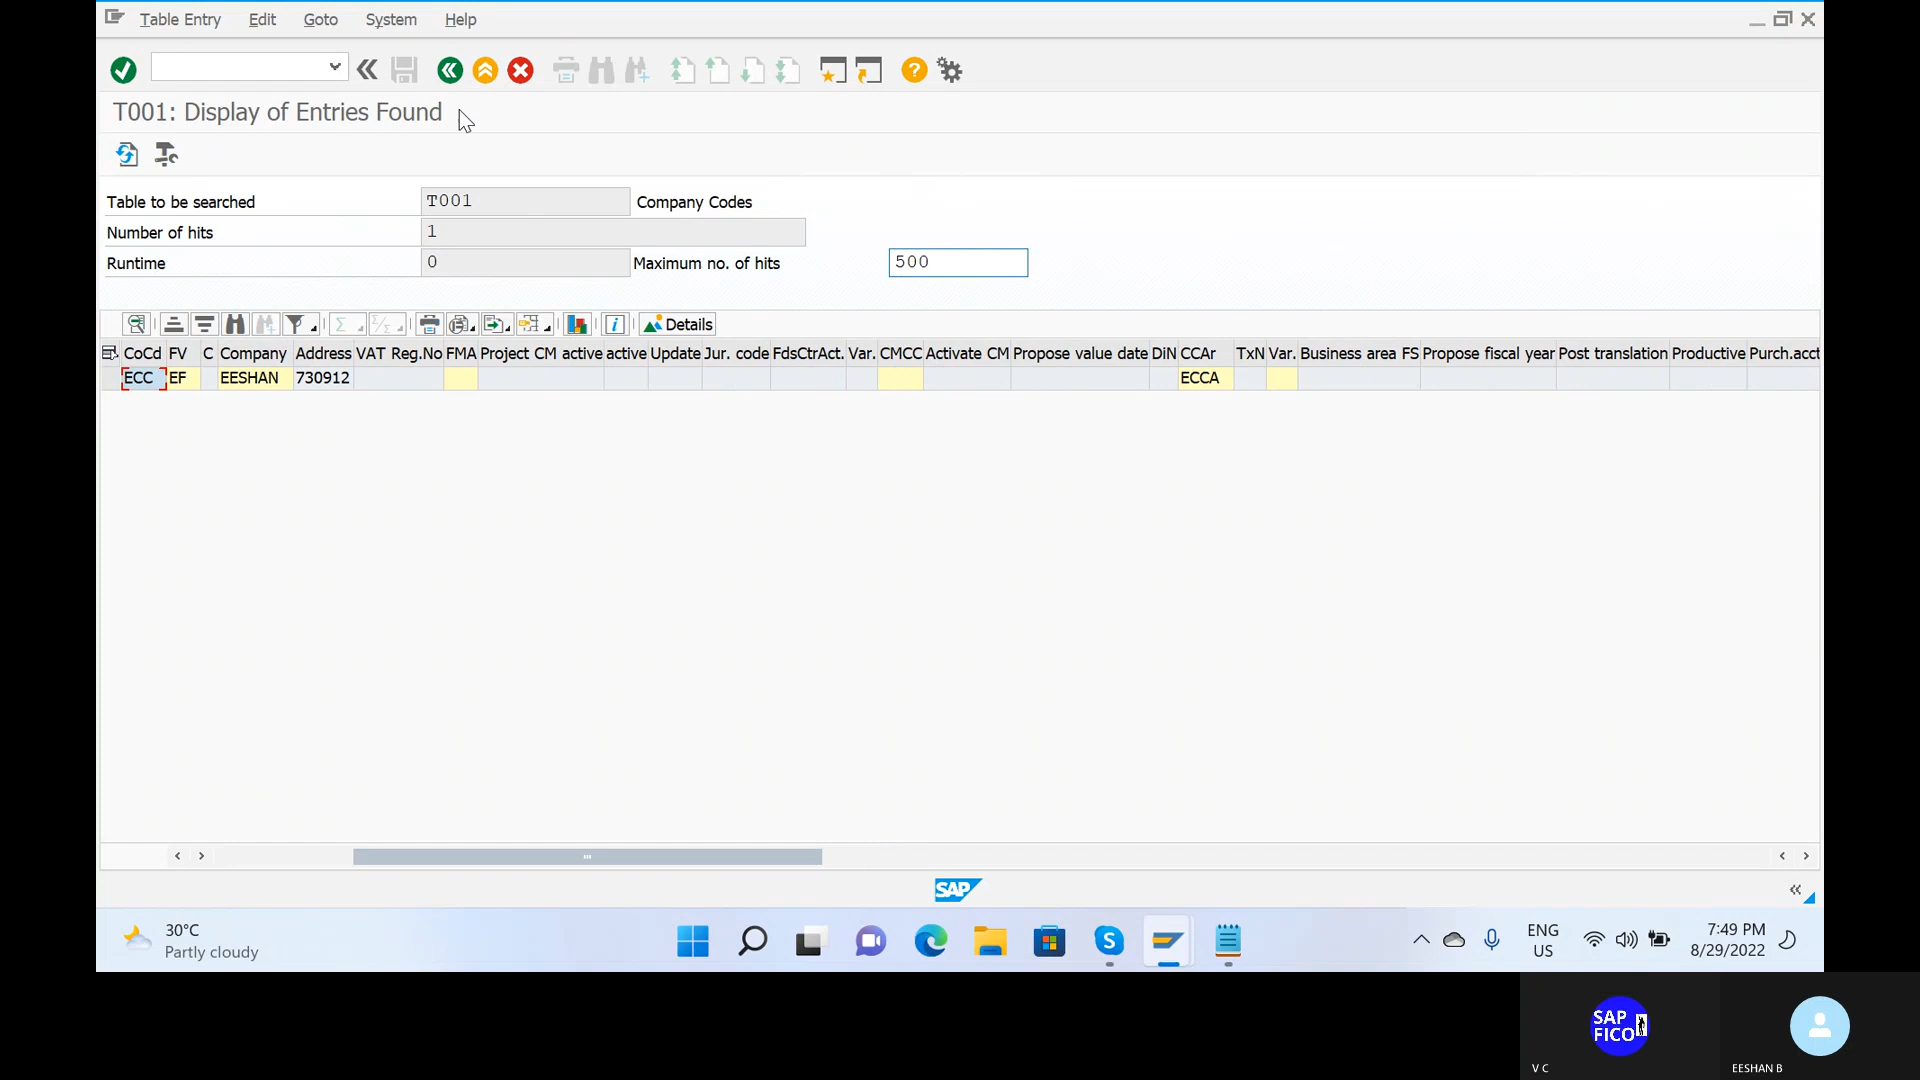 Table Entry Edit Goto System Help
T001: Display of Entries Found
Table to be searched T001 Company Codes
Number of hits 1
Runtime 0 Maximum no. of hits 500
Details
CoCd FV C Company Address VAT Reg.No FMA Project CM active active Update Jur. code FdsCtrAct. Var. CMCC Activate CM Propose value date DiN CCAr TxN Var. Business area FS Propose fiscal year Post translation Productive Purch.acct
ECC EF EESHAN 730912 ECCA
SAP
30°C
Partly cloudy
ENG
US
7:49 PM
8/29/2022
SAP
FICO
V C
EESHAN B